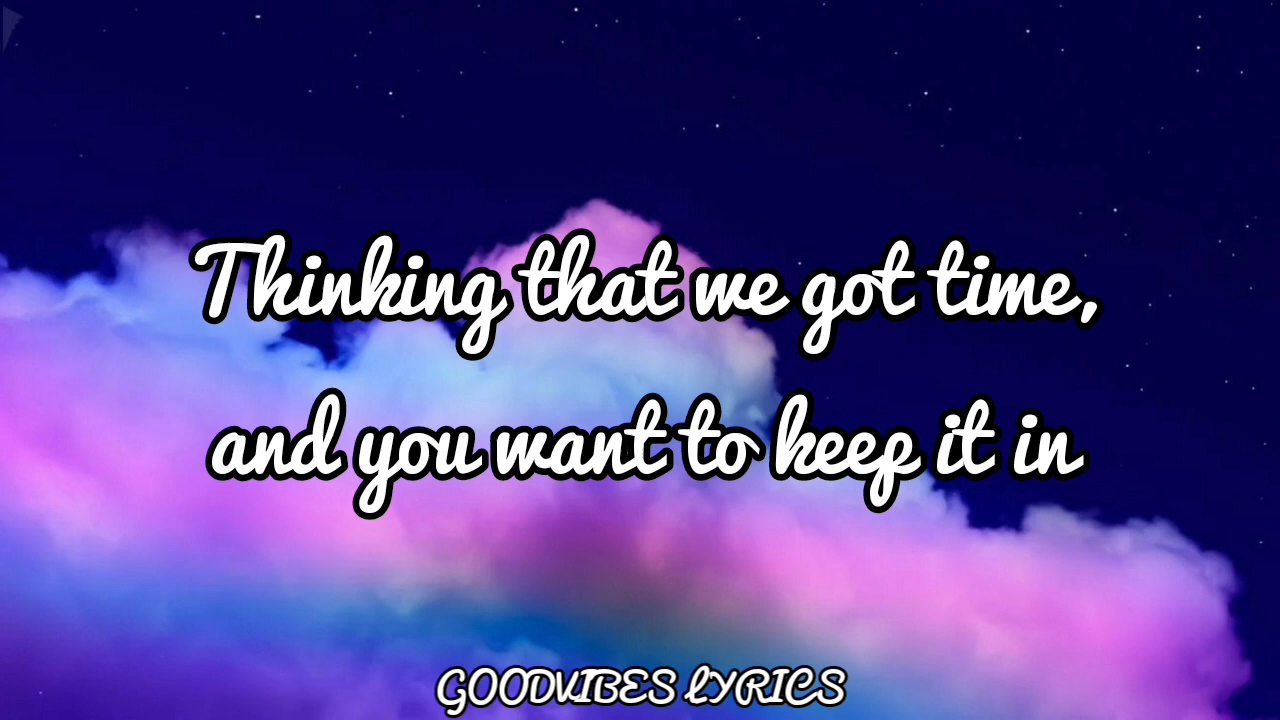 Thinking that we got time,
and you want to keep it in
GOODVIBES LYRICS